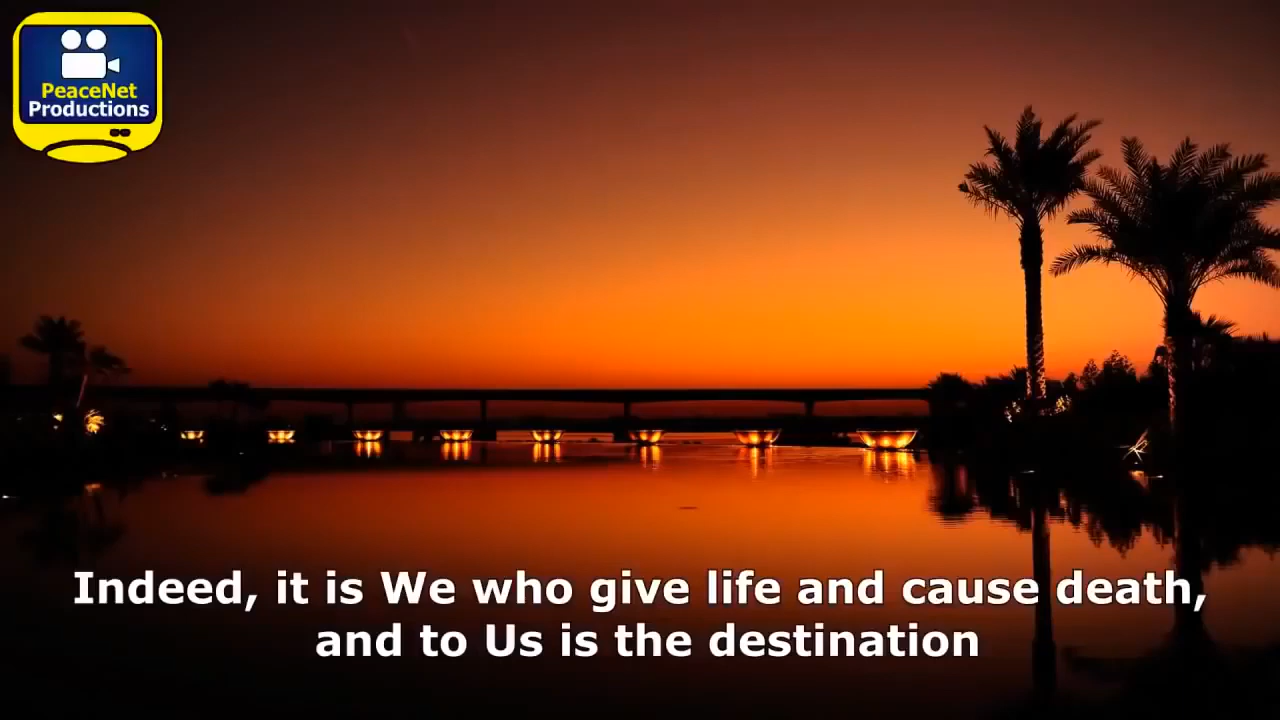 PeaceNet
Productions
Indeed, it is We who give life and cause death,
and to Us is the destination